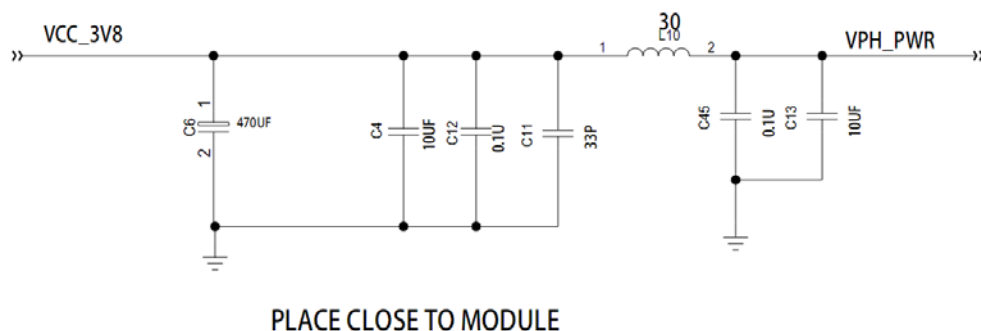 VCC_3V8
30
L10
1
2
VPH_PWR
1
C6
470UF
2
C4
10UF
C12
0.1U
C11
33P
C45
0.1U
C13
10UF
PLACE CLOSE TO MODULE